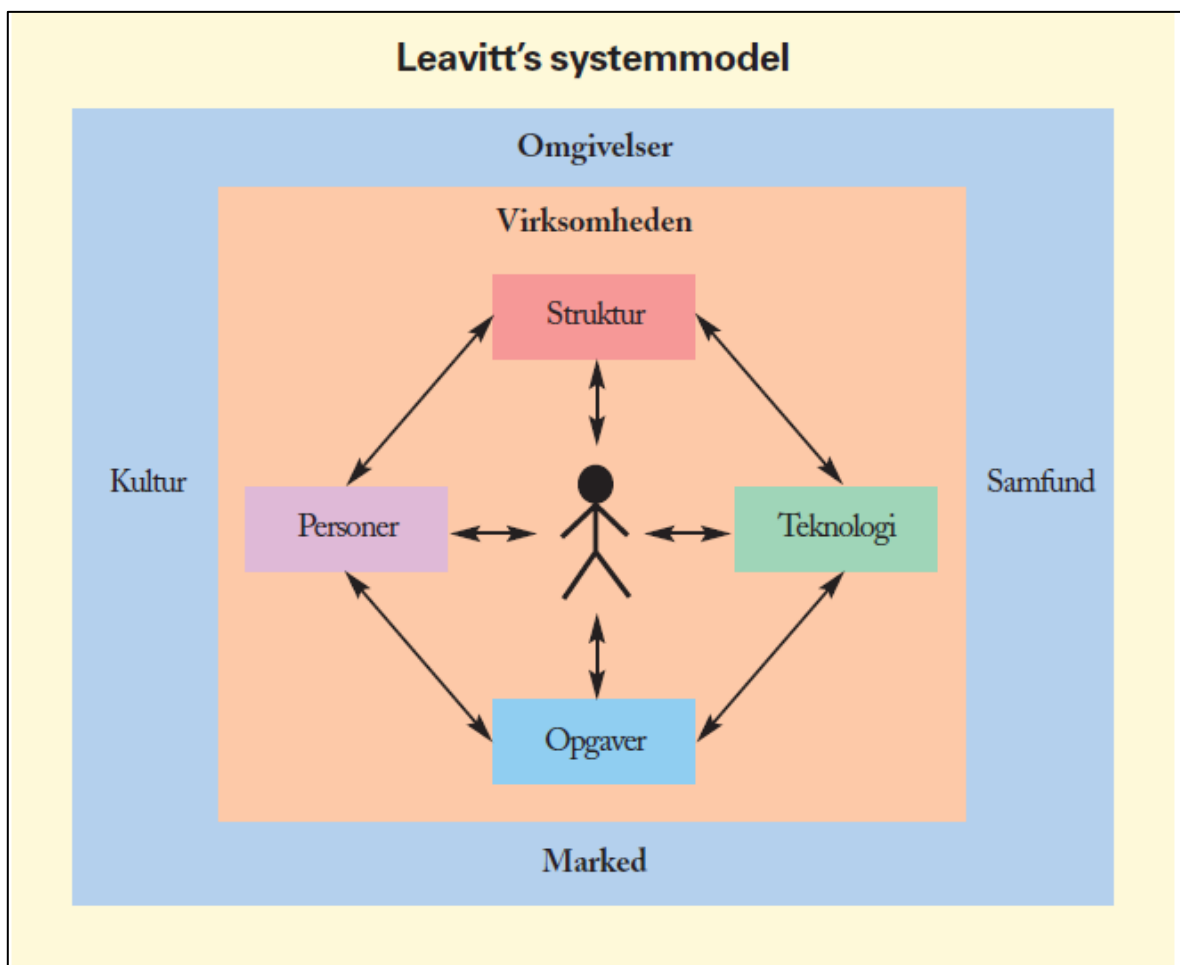 Leavitt's systemmodel
Omgivelser
Virksomheden
Struktur
Kultur
Samfund
Personer
Teknologi
Opgaver
Marked